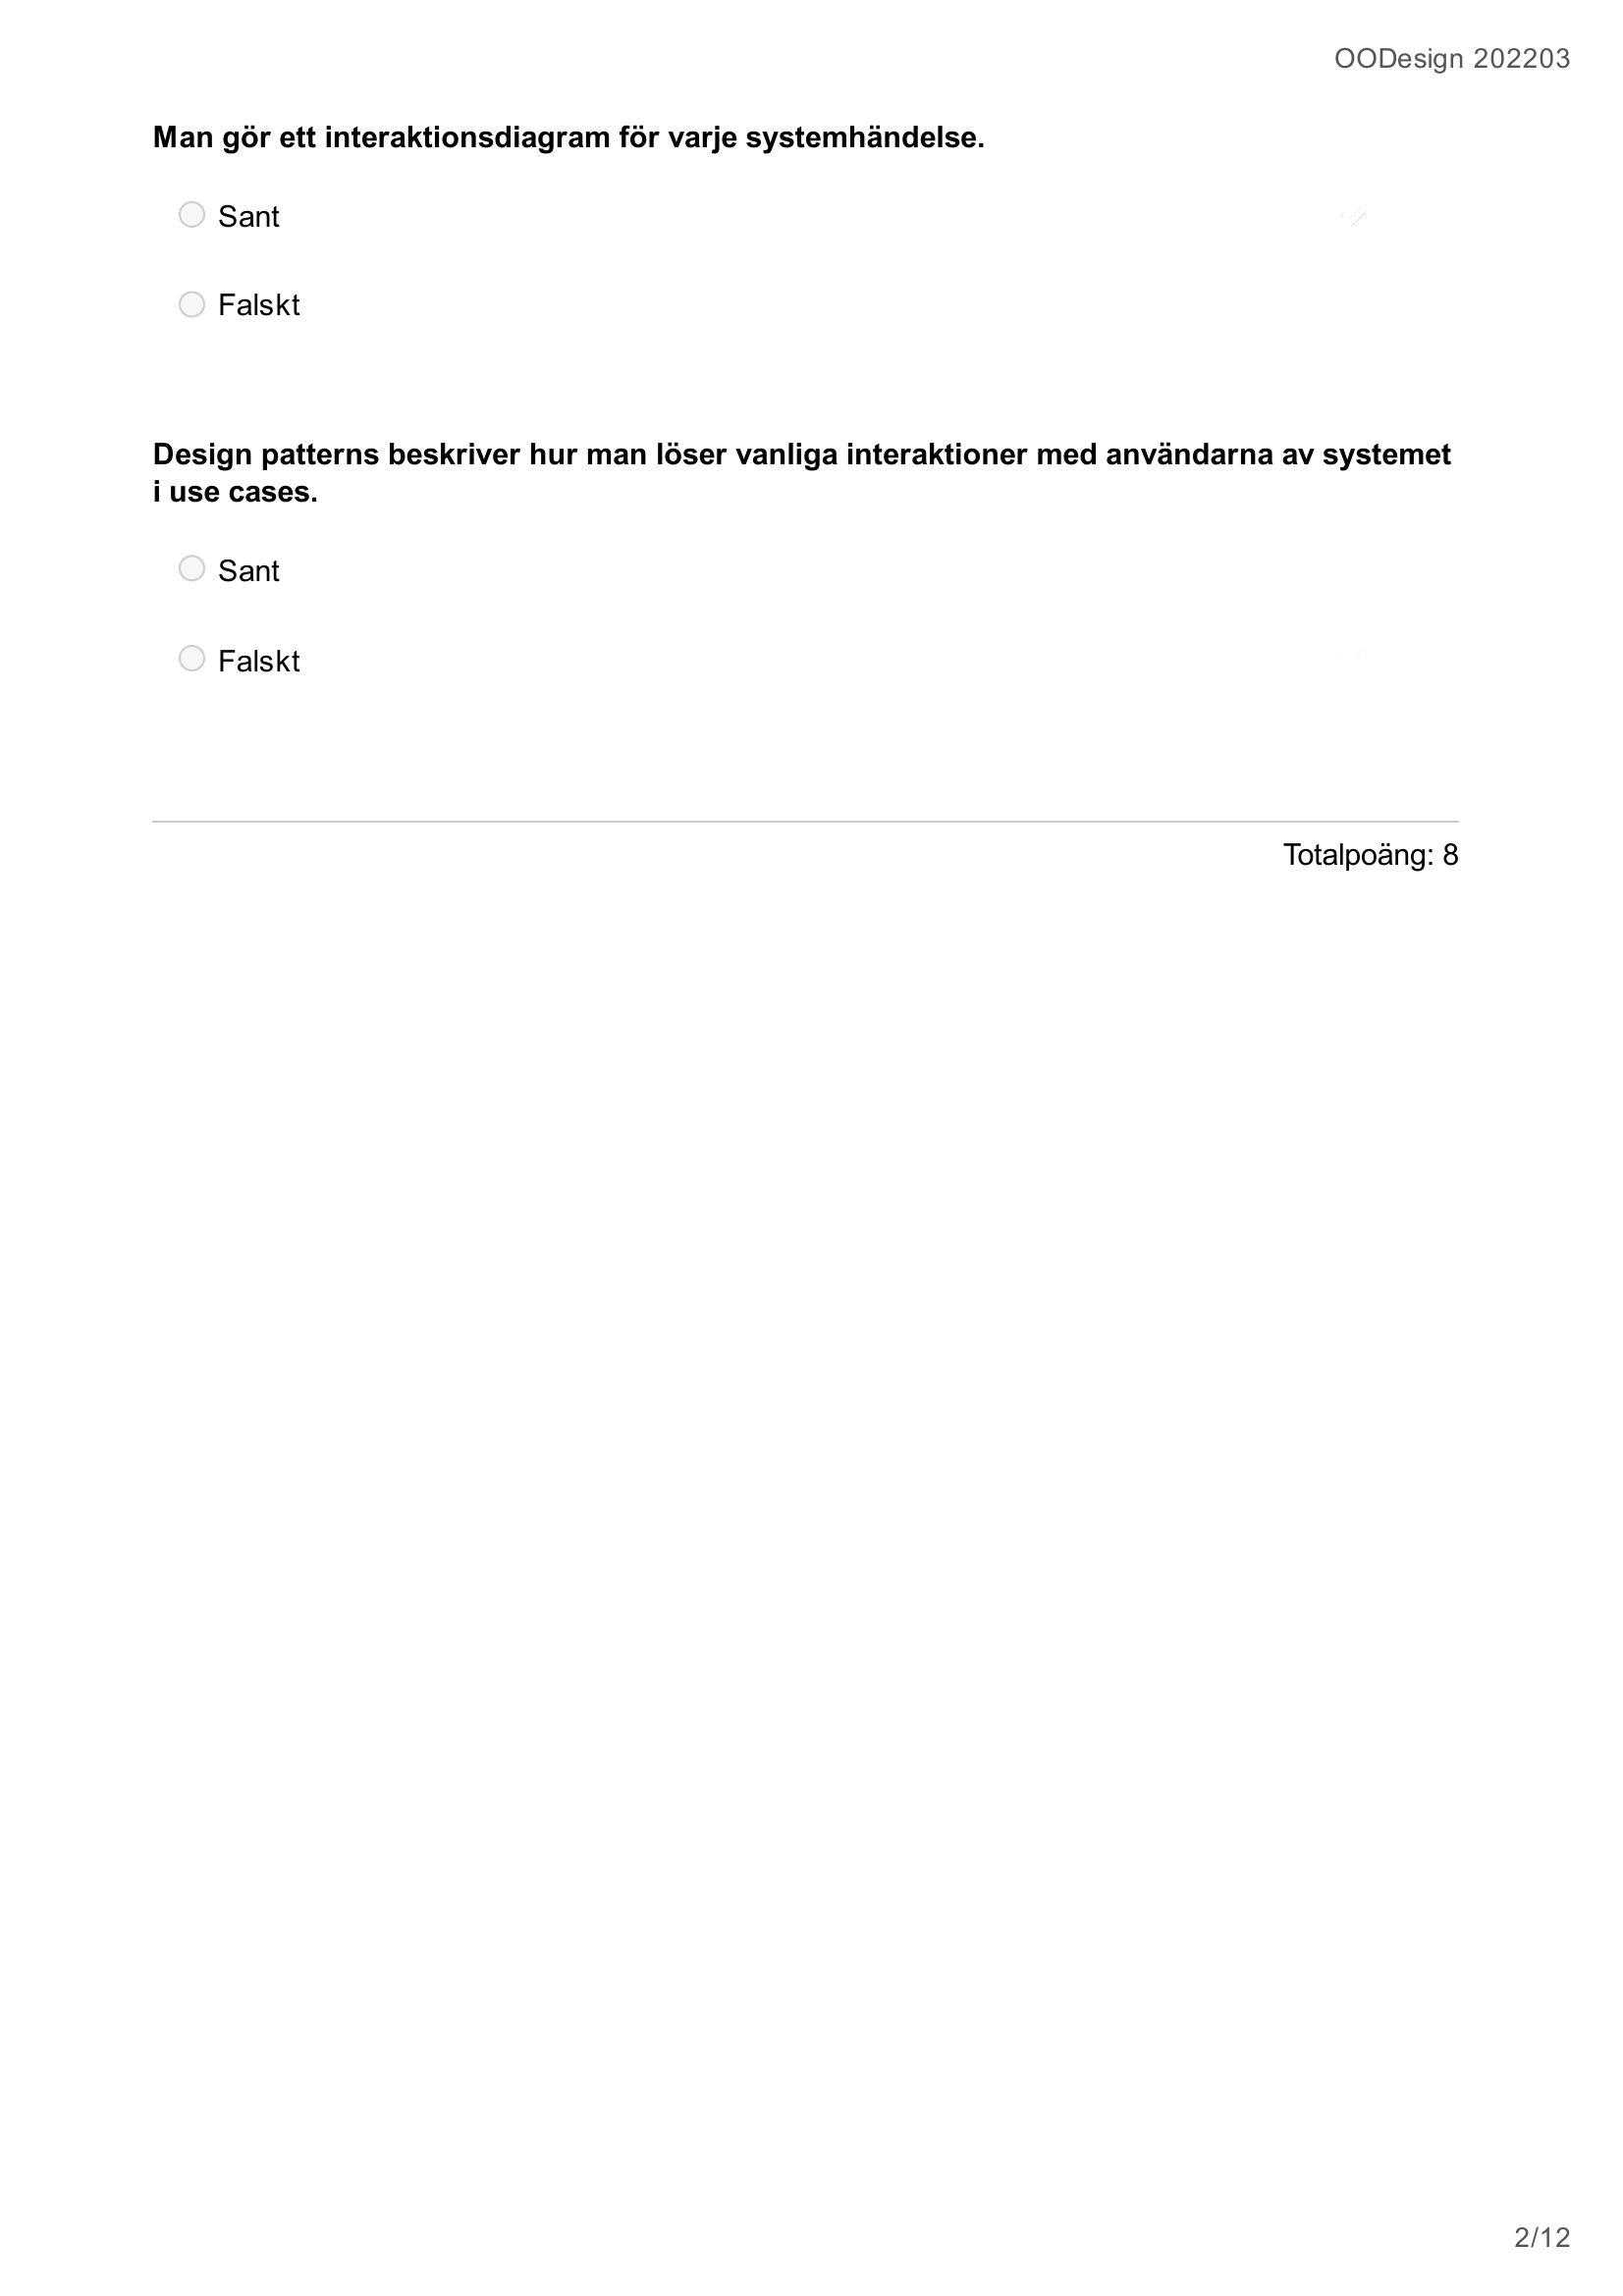 OODesign 202203
Man gör ett interaktionsdiagram för varje systemhändelse.
Sant
Falskt
Design patterns beskriver hur man löser vanliga interaktioner med användarna av systemet
i use cases.
Sant
Falskt
Totalpoäng: 8
2/12